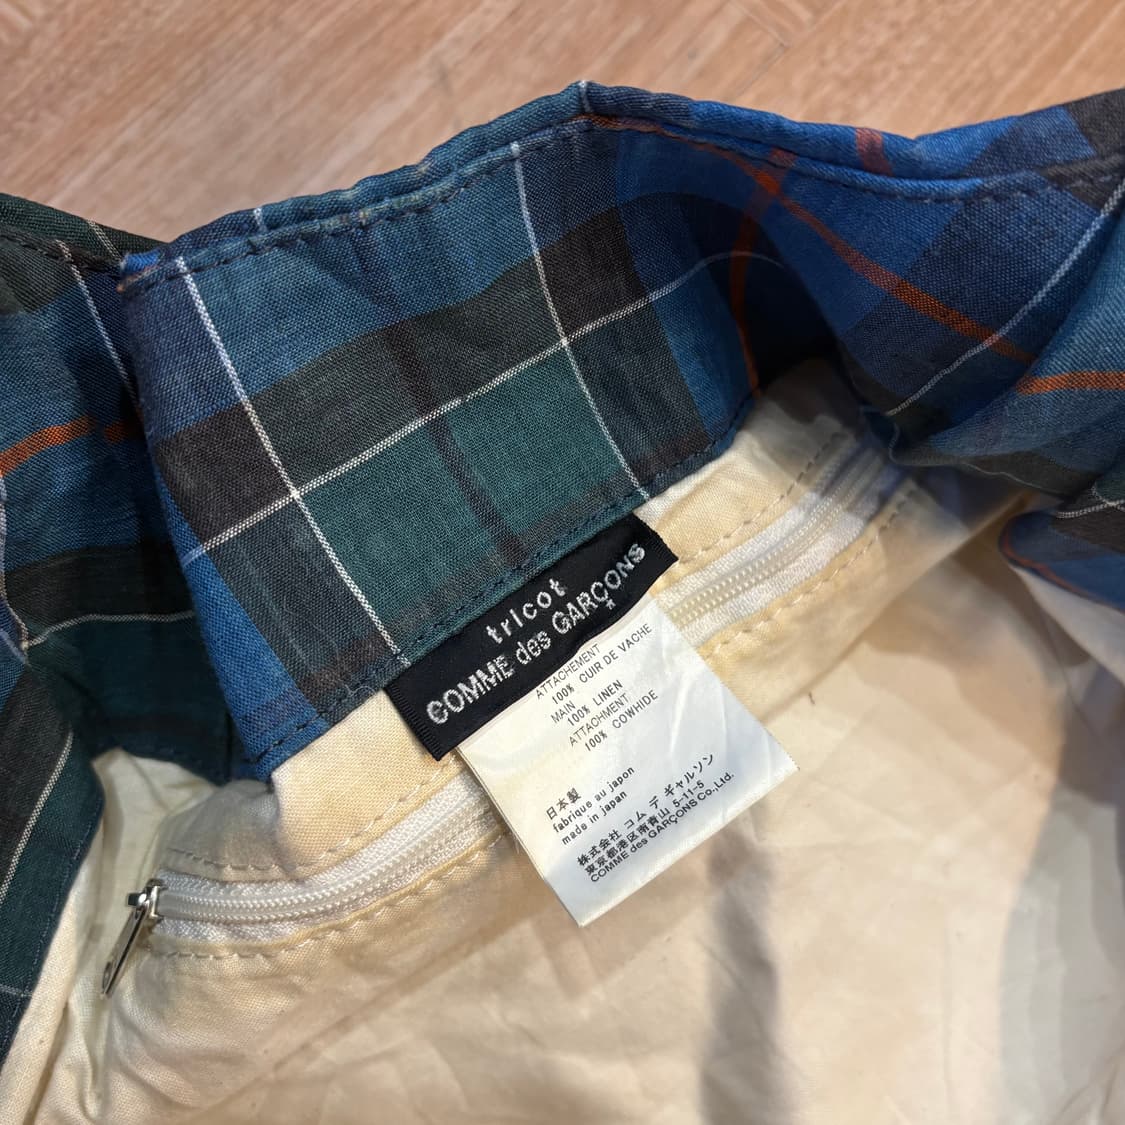 tricot
COMME des GARÇONS
ATTACHEMENT
100% CUIR DE VACHE
MAIN
100% LINEN
ATTACHMENT
100% COWHIDE
日本製
fabrique au japon
made in japan
株式会社 コム デ ギャルソン
東京都港区南青山 5-11-5
COMME des GARÇONS Co.,Ltd.